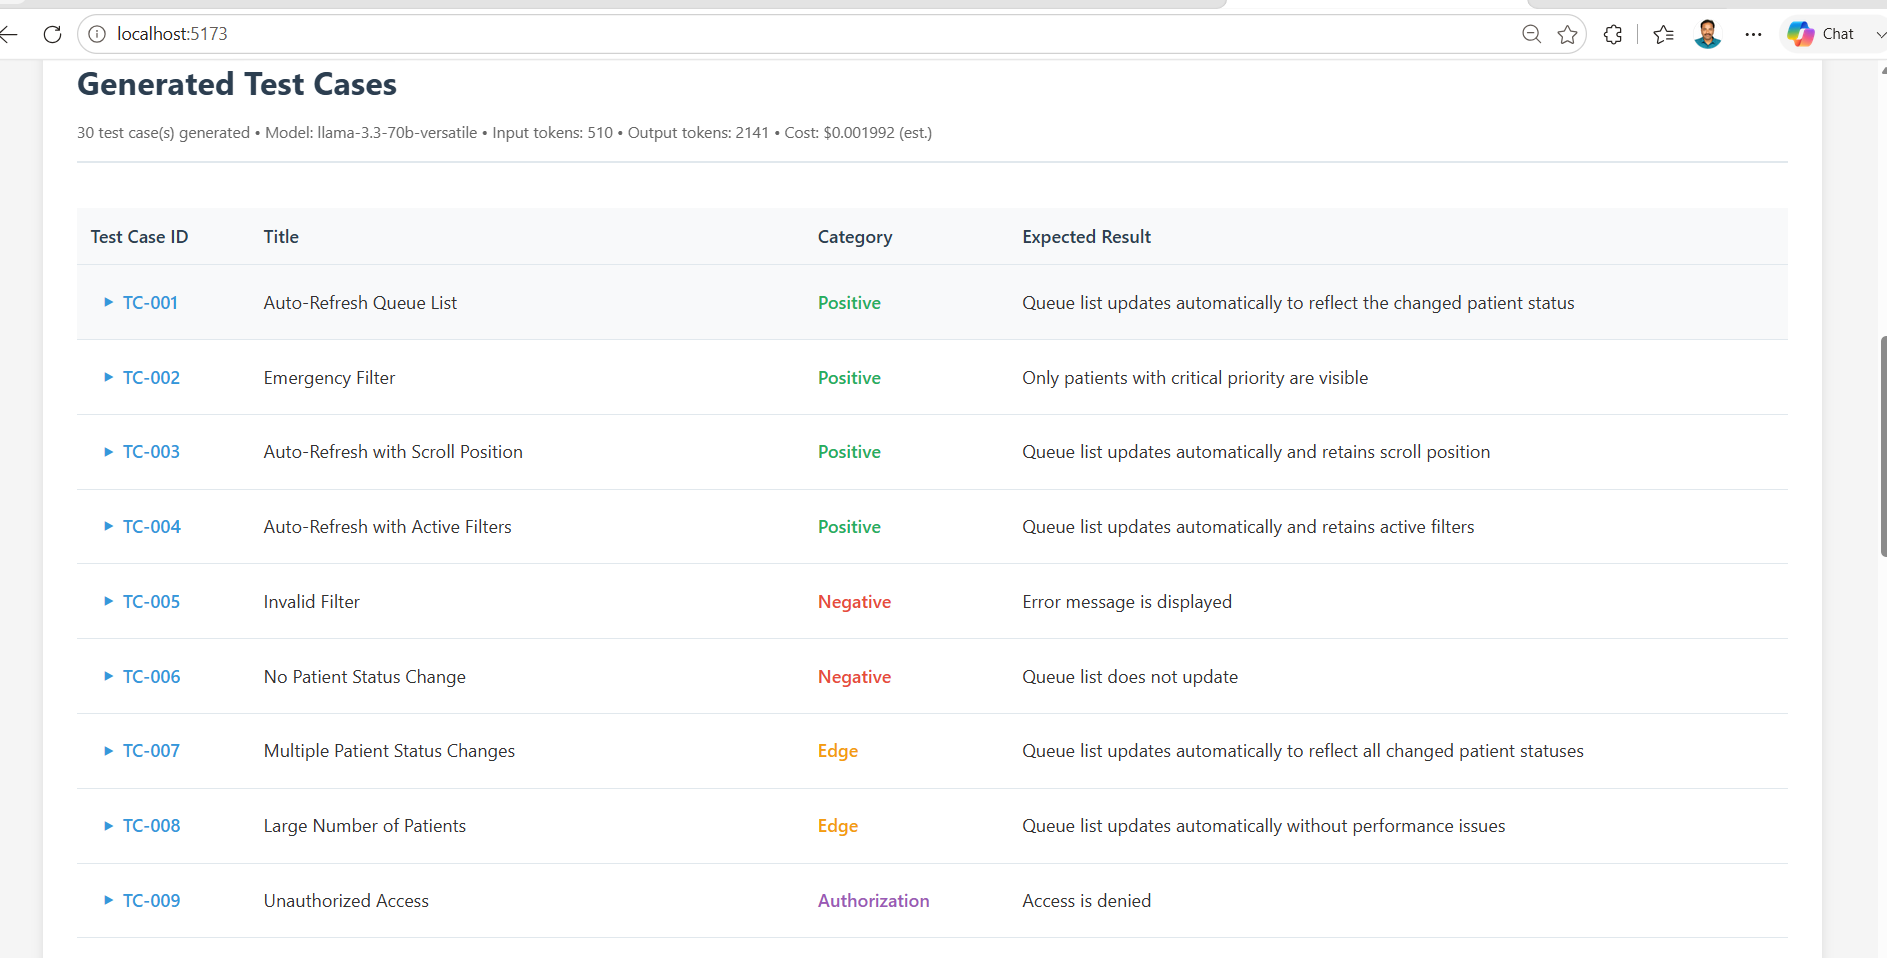 localhost:5173
Chat
Generated Test Cases
30 test case(s) generated • Model: llama-3.3-70b-versatile • Input tokens: 510 • Output tokens: 2141 • Cost: $0.001992 (est.)
Test Case ID Title Category Expected Result
TC-001 Auto-Refresh Queue List Positive Queue list updates automatically to reflect the changed patient status
TC-002 Emergency Filter Positive Only patients with critical priority are visible
TC-003 Auto-Refresh with Scroll Position Positive Queue list updates automatically and retains scroll position
TC-004 Auto-Refresh with Active Filters Positive Queue list updates automatically and retains active filters
TC-005 Invalid Filter Negative Error message is displayed
TC-006 No Patient Status Change Negative Queue list does not update
TC-007 Multiple Patient Status Changes Edge Queue list updates automatically to reflect all changed patient statuses
TC-008 Large Number of Patients Edge Queue list updates automatically without performance issues
TC-009 Unauthorized Access Authorization Access is denied